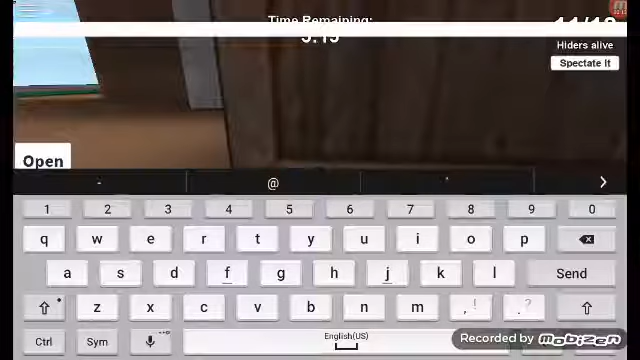 Time Remaining:
Hiders alive
Spectate It
Open
- @ ' >
1 2 3 4 5 6 7 8 9 0
q w e r t y u i o p
a s d f g h j k l Send
z x c v b n m , ! . ?
Ctrl Sym English(US)
Recorded by MOBIZEN